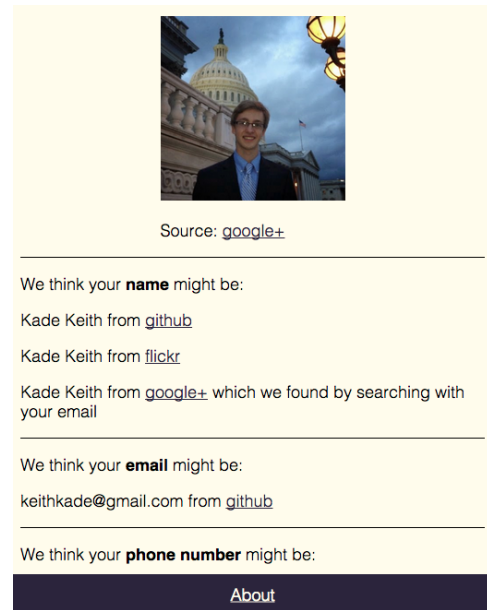 Source: google+
We think your name might be:
Kade Keith from github
Kade Keith from flickr
Kade Keith from google+ which we found by searching with
your email
We think your email might be:
keithkade@gmail.com from github
We think your phone number might be:
About